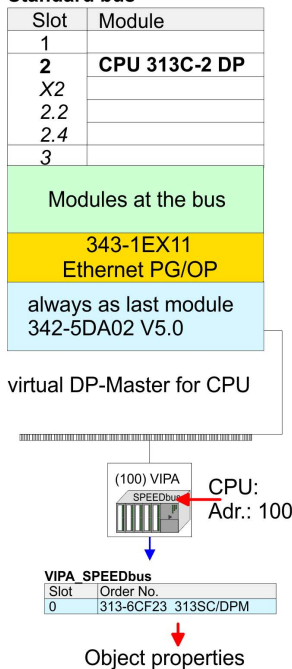 Standard bus
Slot Module
1
2 CPU 313C-2 DP
X2
2.2
2.4
3
Modules at the bus
343-1EX11
Ethernet PG/OP
always as last module
342-5DA02 V5.0
virtual DP-Master for CPU
(100) VIPA
SPEEDbus
CPU:
Adr.: 100
VIPA_SPEEDbus
Slot Order No.
0 313-6CF23 313SC/DPM
Object properties